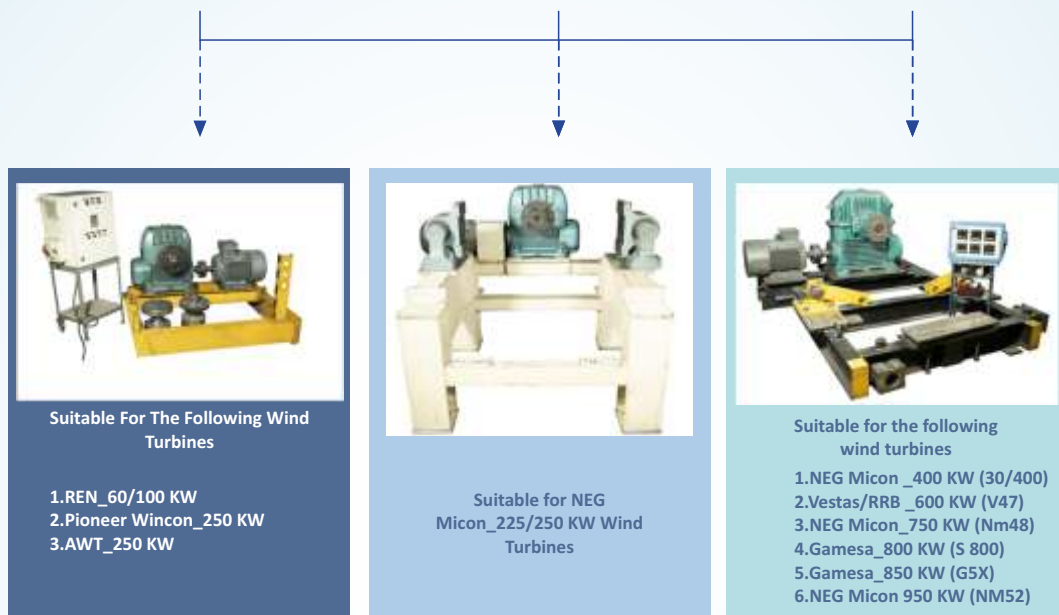 Suitable For The Following Wind
Turbines
1.REN_60/100 KW
2.Pioneer Wincon_250 KW
3.AWT_250 KW
Suitable for NEG
Micon_225/250 KW Wind
Turbines
Suitable for the following
wind turbines
1.NEG Micon _400 KW (30/400)
2.Vestas/RRB _600 KW (V47)
3.NEG Micon_750 KW (Nm48)
4.Gamesa_800 KW (S 800)
5.Gamesa_850 KW (G5X)
6.NEG Micon 950 KW (NM52)